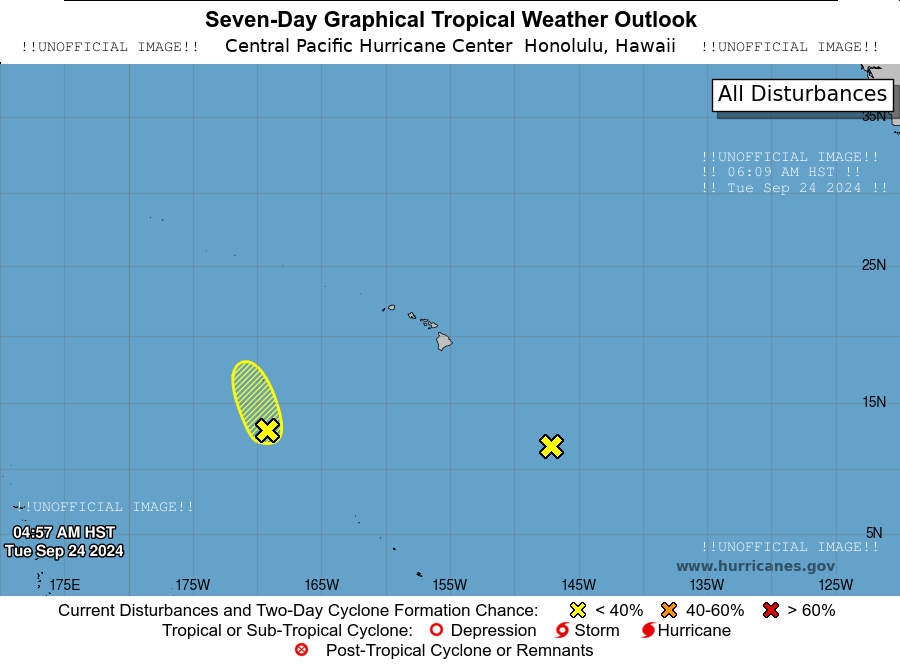 Seven-Day Graphical Tropical Weather Outlook
!!UNOFFICIAL IMAGE!! Central Pacific Hurricane Center Honolulu, Hawaii !!UNOFFICIAL IMAGE!!
All Disturbances
35N
!!UNOFFICIAL IMAGE!!
!! 06:09 AM HST !!
!! Tue Sep 24 2024 !!
25N
15N
!!UNOFFICIAL IMAGE!!
04:57 AM HST
Tue Sep 24 2024
5N
!!UNOFFICIAL IMAGE!!
www.hurricanes.gov
175E 175W 165W 155W 145W 135W 125W
Current Disturbances and Two-Day Cyclone Formation Chance: < 40% 40-60% > 60%
Tropical or Sub-Tropical Cyclone: Depression Storm Hurricane
Post-Tropical Cyclone or Remnants